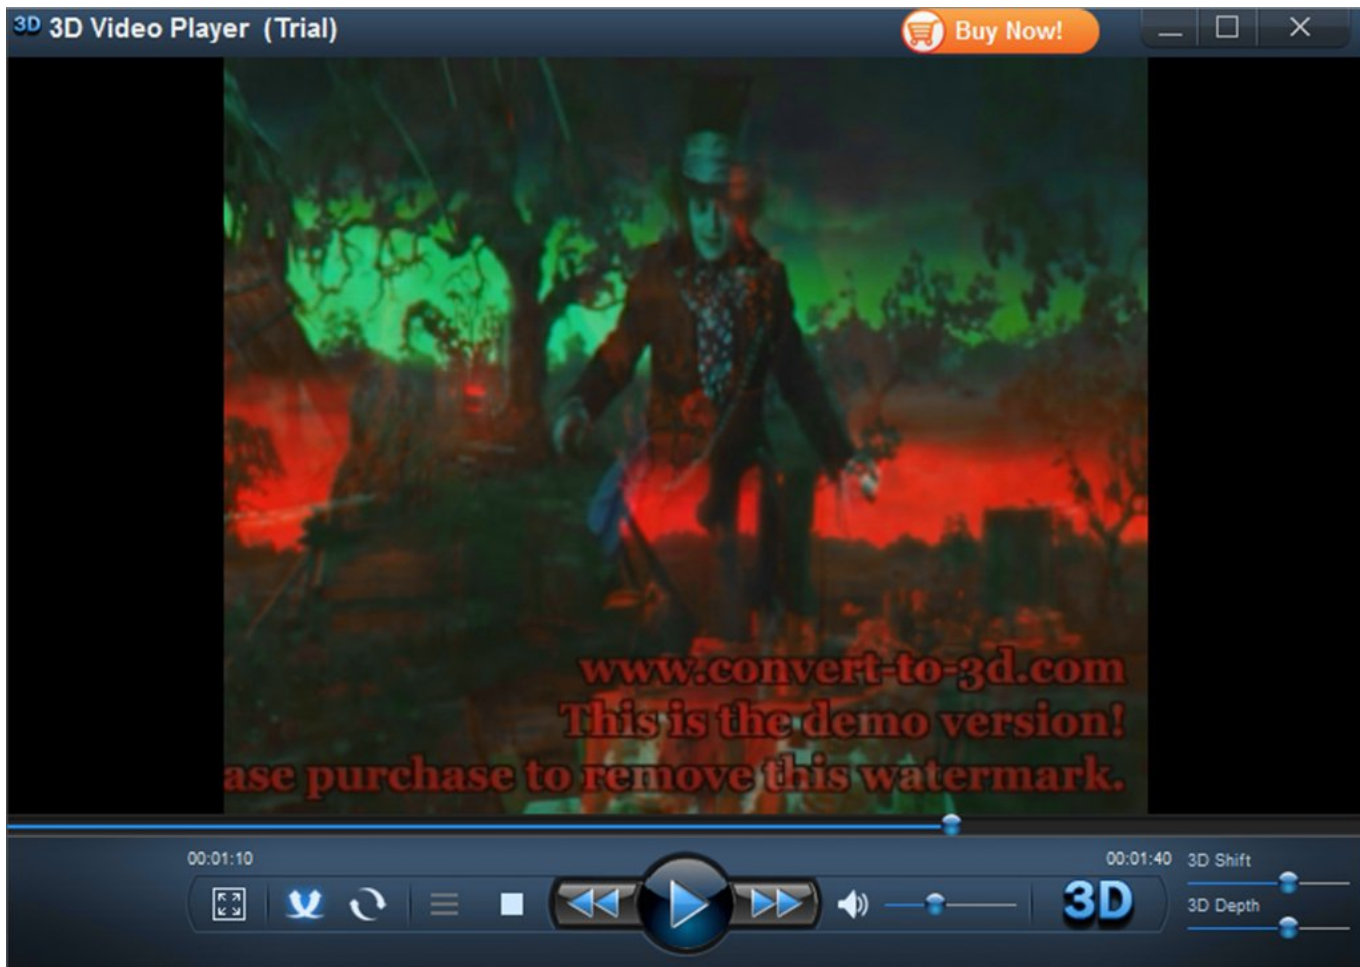 3D 3D Video Player (Trial)
Buy Now!
www.convert-to-3d.com
This is the demo version!
ase purchase to remove this watermark.
00:01:10
00:01:40
3D Shift
3D
3D Depth